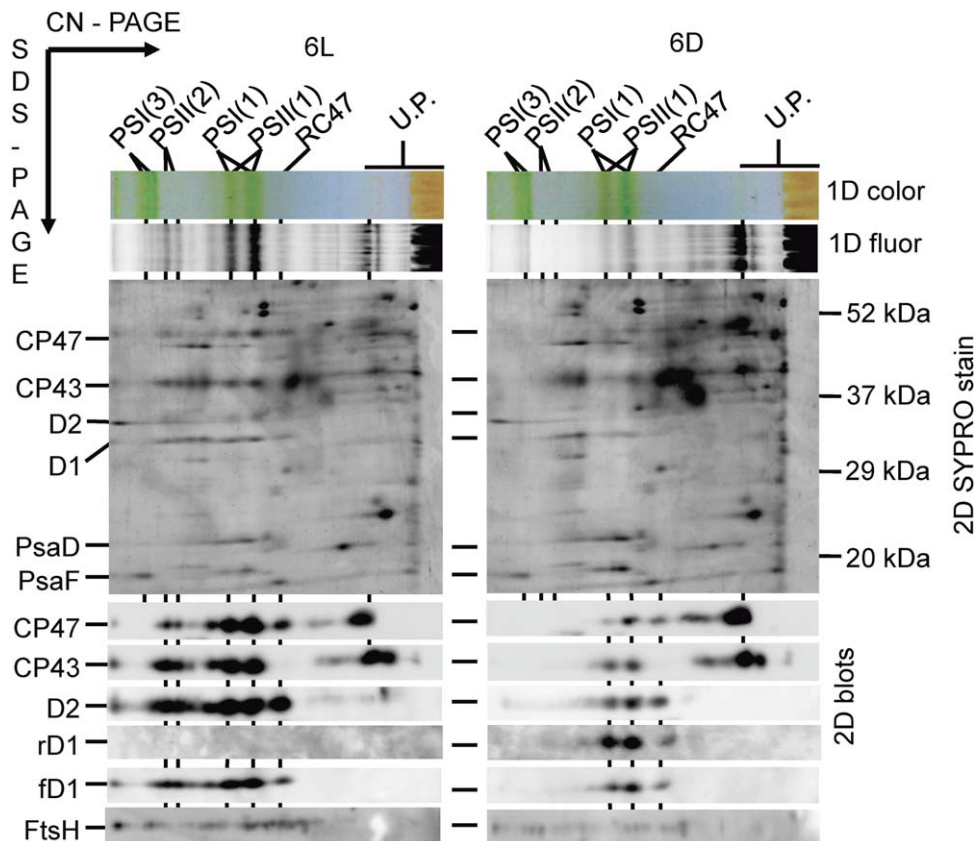 CN - PAGE
SDS-PAGE
6L
6D
PSI(3)
PSII(2)
PSI(1)
PSII(1)
RC47
U.P.
PSI(3)
PSII(2)
PSI(1)
PSII(1)
RC47
U.P.
1D color
1D fluor
CP47
CP43
D2
D1
PsaD
PsaF
52 kDa
37 kDa
29 kDa
20 kDa
2D SYPRO stain
CP47
CP43
D2
rD1
fD1
FtsH
2D blots